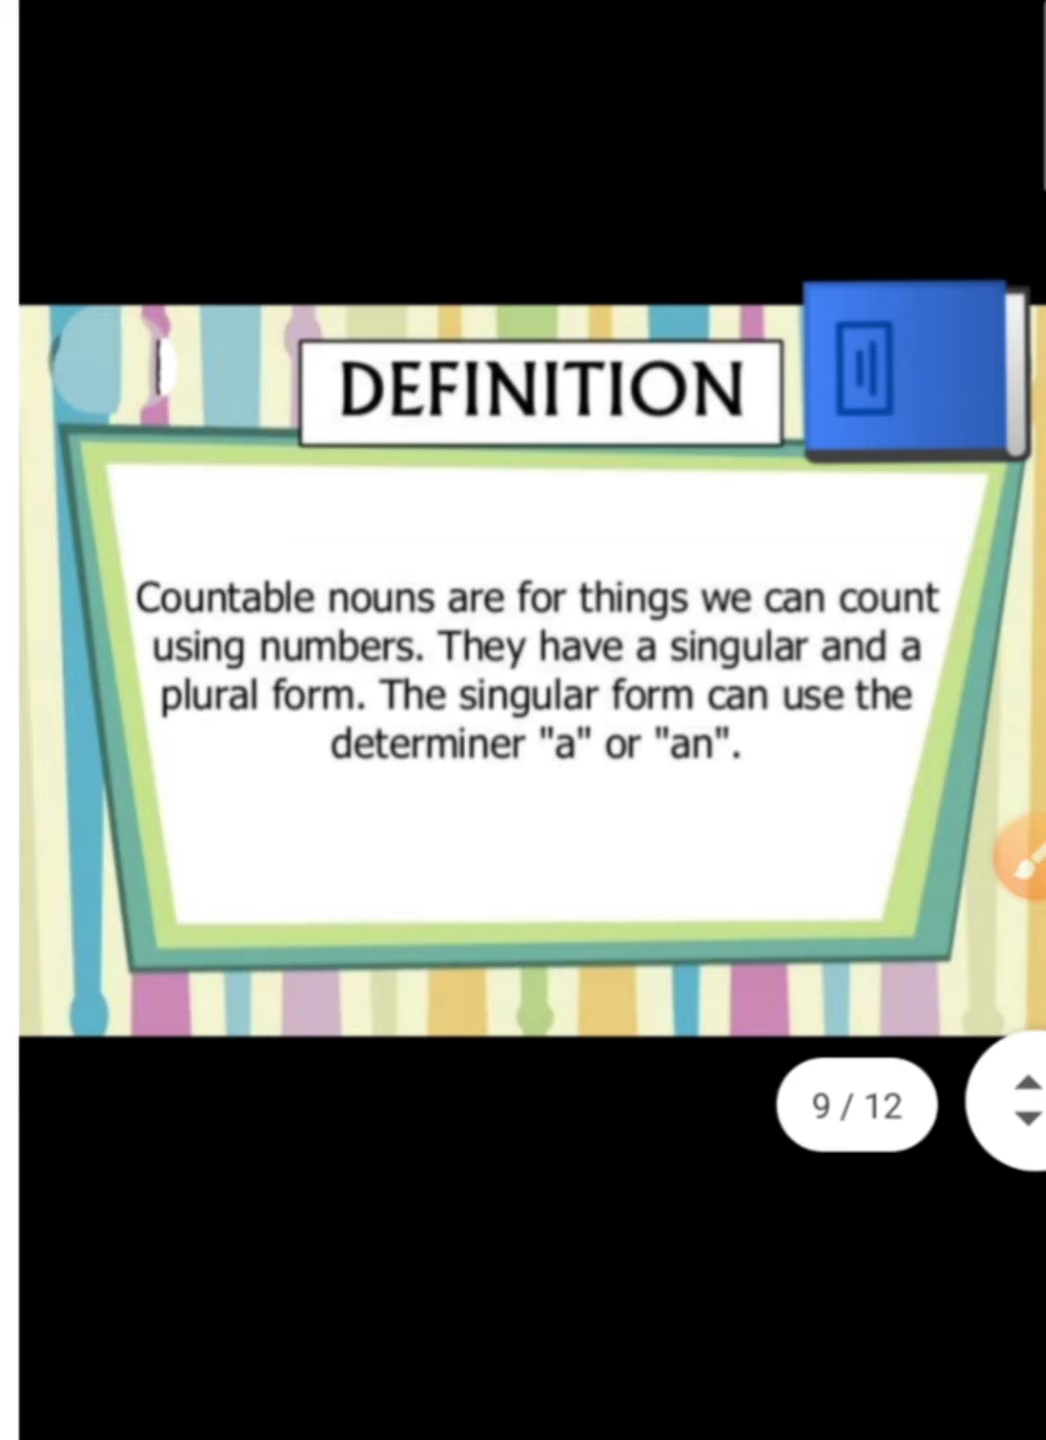 DEFINITION
Countable nouns are for things we can count
using numbers. They have a singular and a
plural form. The singular form can use the
determiner "a" or "an".
9 / 12